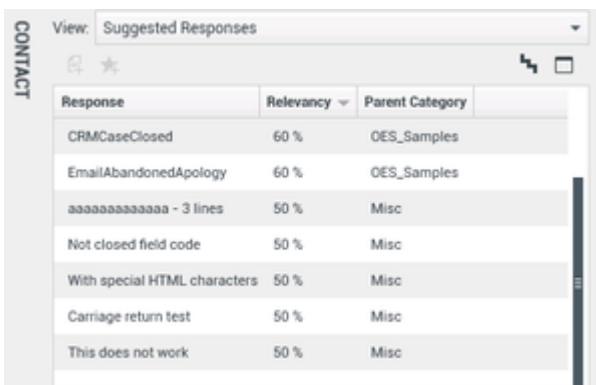 CONTACT
View: Suggested Responses
Response Relevancy Parent Category
CRMCaseClosed 60 % OES_Samples
EmailAbandonedApology 60 % OES_Samples
aaaaaaaaaaaaa - 3 lines 50 % Misc
Not closed field code 50 % Misc
With special HTML characters 50 % Misc
Carriage return test 50 % Misc
This does not work 50 % Misc